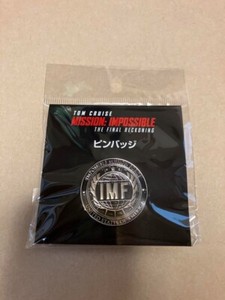 TOM CRUISE
MISSION: IMPOSSIBLE
THE FINAL RECKONING
ピンバッジ
IMF